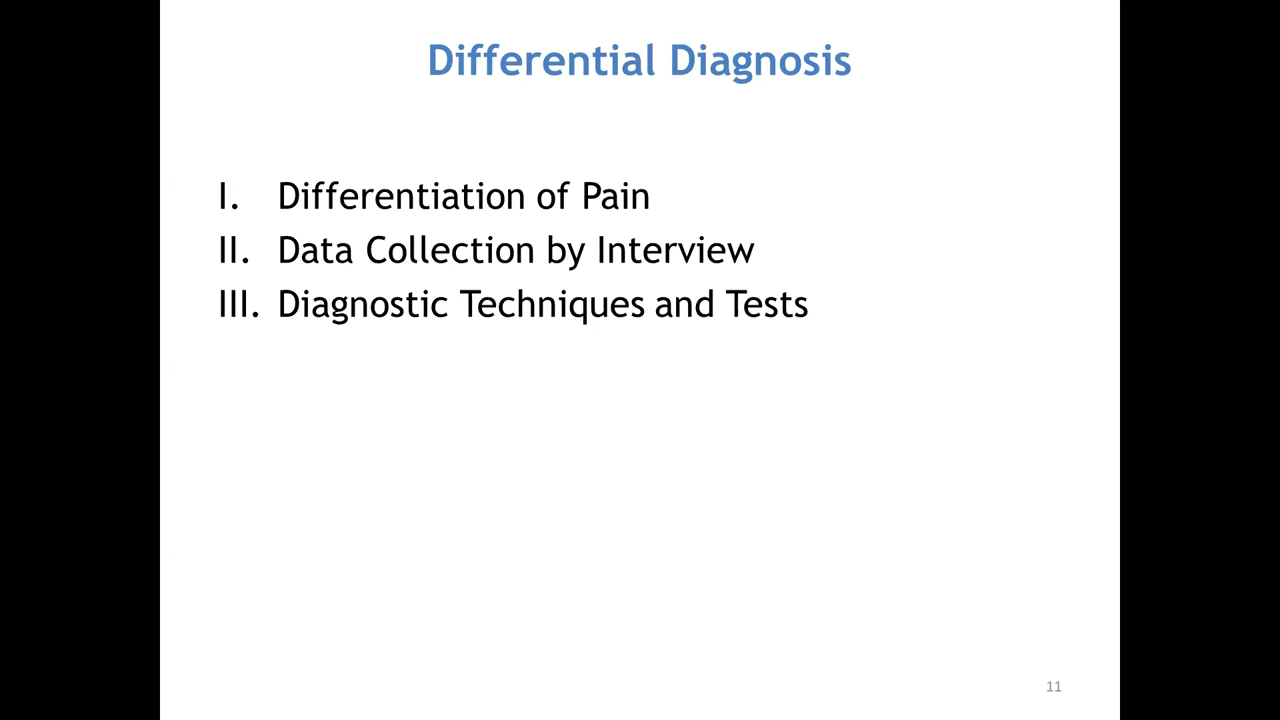 Differential Diagnosis
I. Differentiation of Pain
II. Data Collection by Interview
III. Diagnostic Techniques and Tests
11